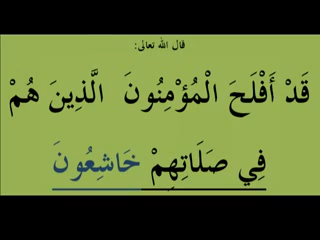 قال الله تعالى:
قَدْ أَفْلَحَ الْمُؤْمِنُونَ الَّذِينَ هُمْ
فِي صَلَاتِهِمْ خَاشِعُونَ